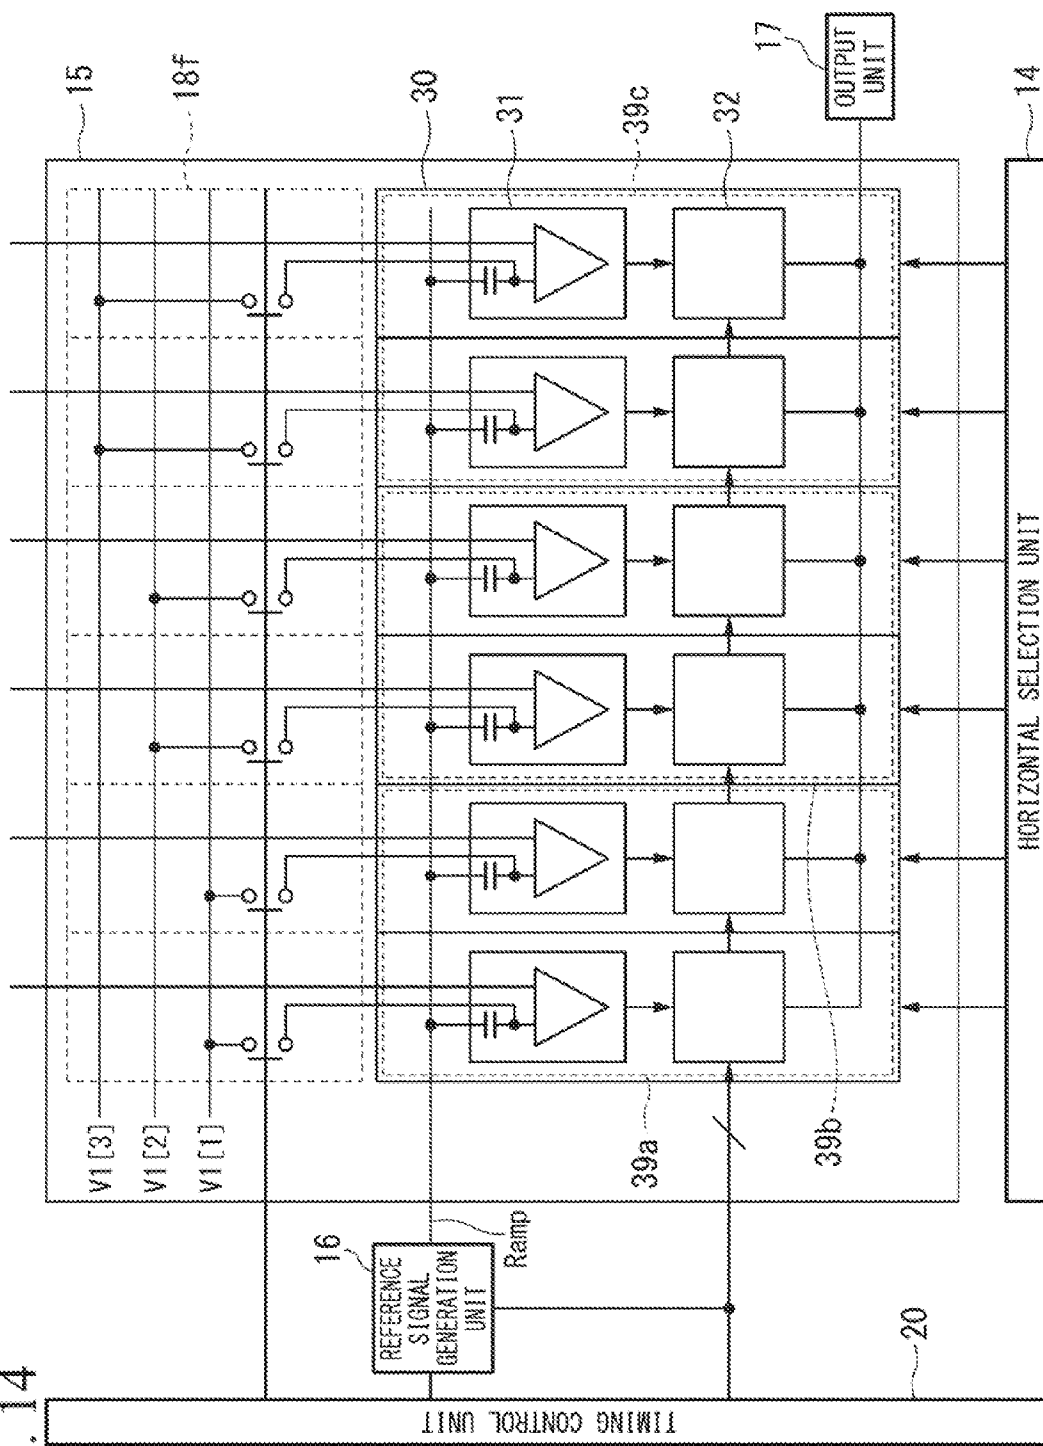 . 14
TIMING CONTROL UNIT
20
16
REFERENCE
SIGNAL
GENERATION
UNIT
Ramp
V1[3]
V1[2]
V1[1]
15
18f
30
31
39c
32
17
OUTPUT
UNIT
14
39a
39b
HORIZONTAL SELECTION UNIT